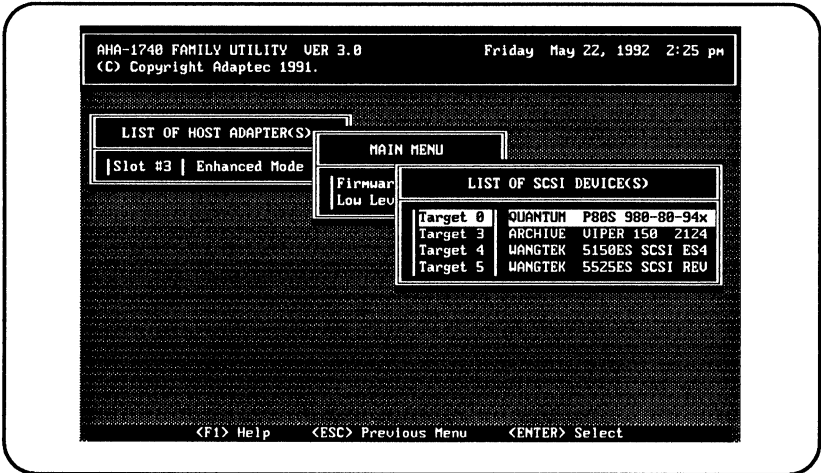 AHA-1740 FAMILY UTILITY VER 3.0 Friday May 22, 1992 2:25 pm
(C) Copyright Adaptec 1991.
LIST OF HOST ADAPTER(S)
|Slot #3 | Enhanced Mode
MAIN MENU
Firmwar
Low Lev
LIST OF SCSI DEVICE(S)
Target 0 | QUANTUM P80S 980-80-94x
Target 3 | ARCHIVE VIPER 150 2124
Target 4 | WANGTEK 5150ES SCSI ES4
Target 5 | WANGTEK 5525ES SCSI REV
<F1> Help <ESC> Previous Menu <ENTER> Select